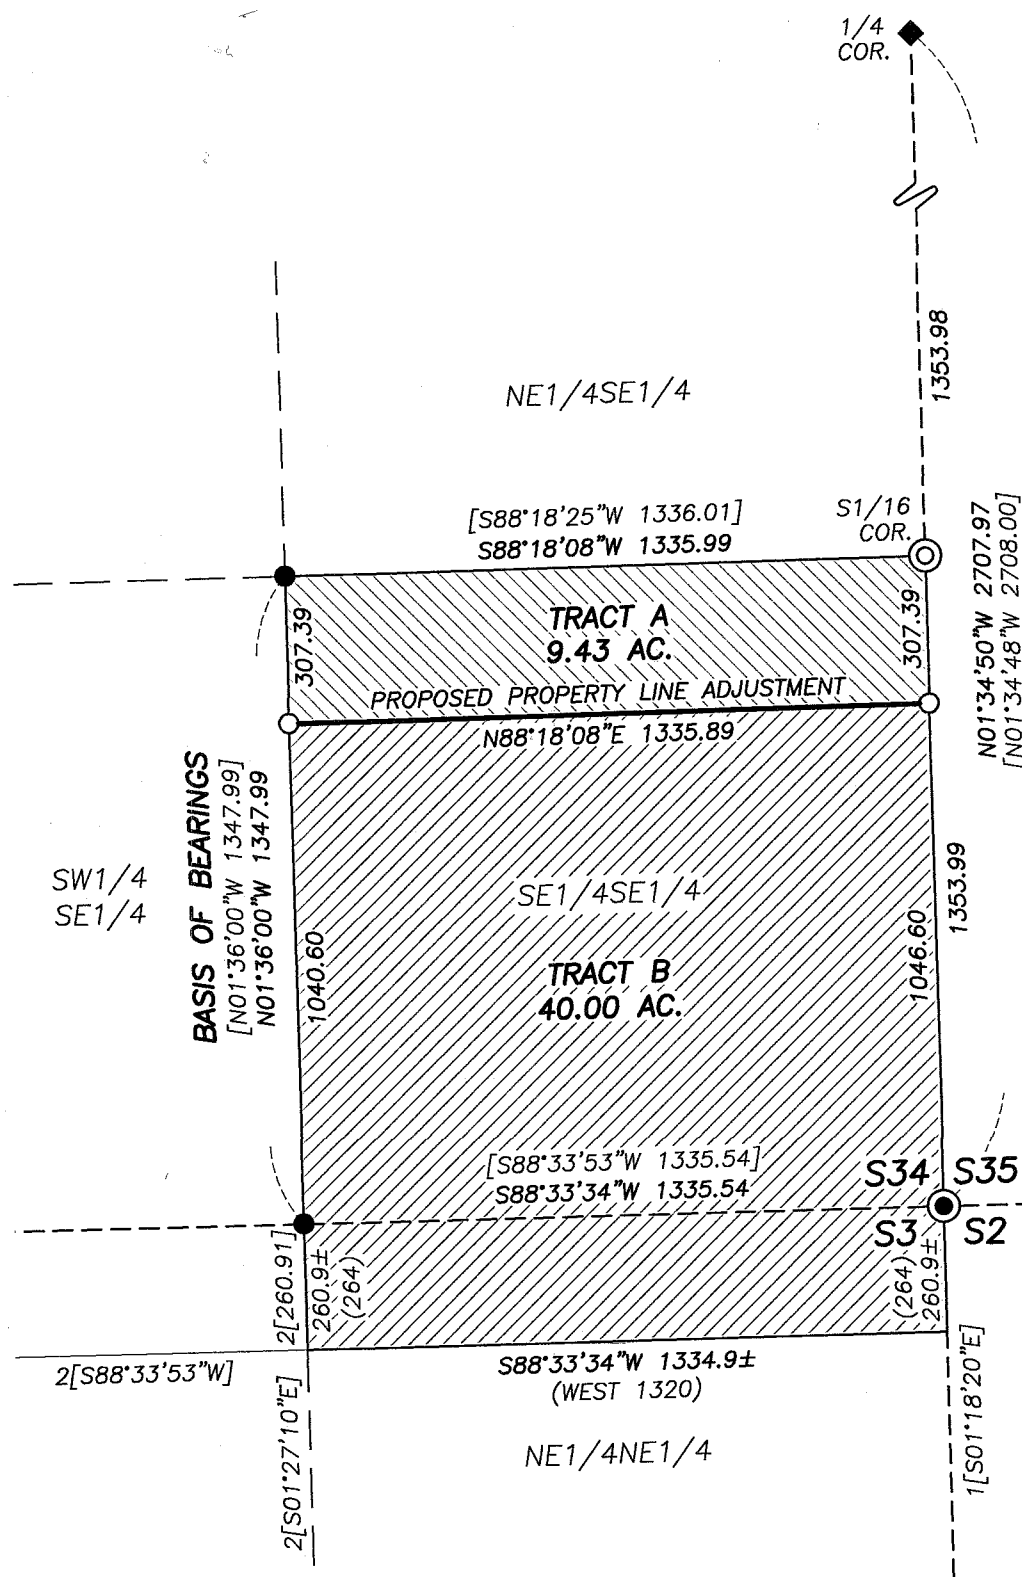 1/4
COR.
1353.98
NE1/4SE1/4
[S88°18'25"W 1336.01]
S88°18'08"W 1335.99
S1/16
COR.
N01°34'50"W 2707.97
[N01°34'48"W 2708.00]
307.39
TRACT A
9.43 AC.
307.39
PROPOSED PROPERTY LINE ADJUSTMENT
N88°18'08"E 1335.89
BASIS OF BEARINGS
[N01°36'00"W 1347.99]
N01°36'00"W 1347.99
SW1/4
SE1/4
SE1/4SE1/4
1353.99
1040.60
TRACT B
40.00 AC.
1046.60
[S88°33'53"W 1335.54]
S88°33'34"W 1335.54
S34
S35
S3
S2
2[260.91]
260.9±
(264)
(264)
260.9±
2[S88°33'53"W]
S88°33'34"W 1334.9±
(WEST 1320)
2[S01°27'10"E]
1[S01°18'20"E]
NE1/4NE1/4